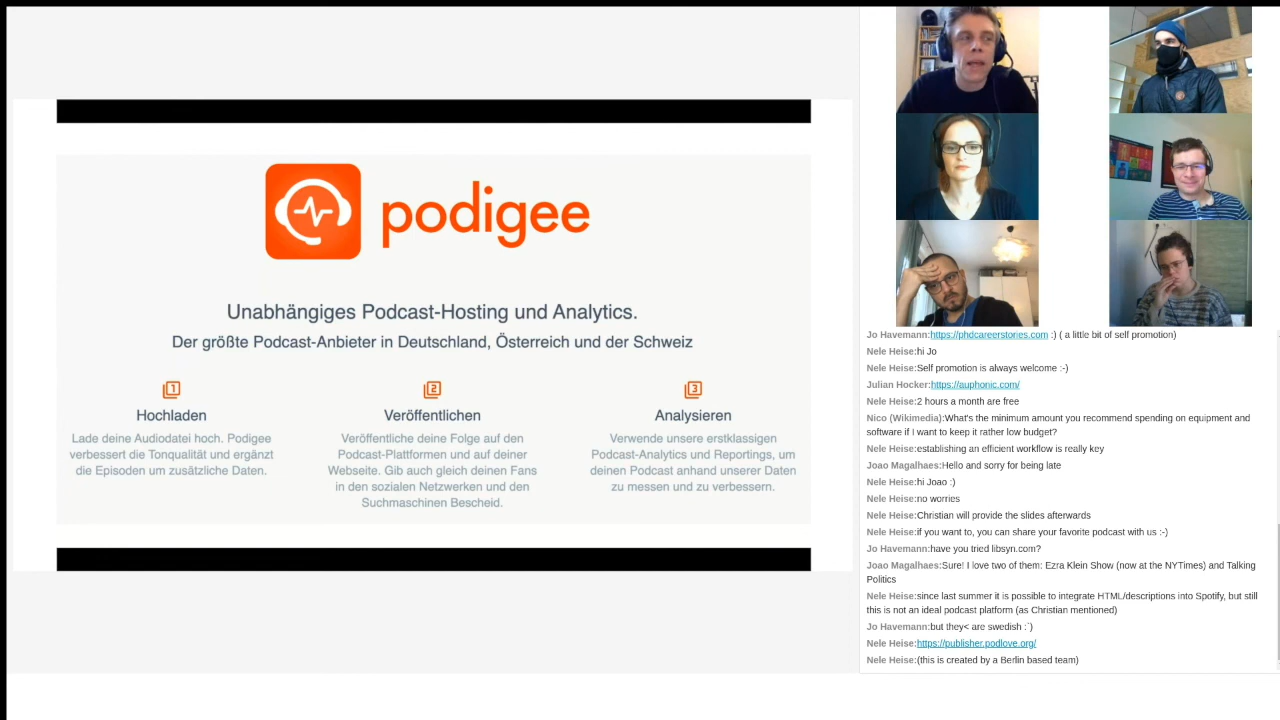 podigee
Unabhängiges Podcast-Hosting und Analytics.
Der größte Podcast-Anbieter in Deutschland, Österreich und der Schweiz
1
Hochladen
Lade deine Audiodatei hoch. Podigee
verbessert die Tonqualität und ergänzt
die Episoden um zusätzliche Daten.
2
Veröffentlichen
Veröffentliche deine Folge auf den
Podcast-Plattformen und auf deiner
Webseite. Gib auch gleich deinen Fans
in den sozialen Netzwerken und den
Suchmaschinen Bescheid.
3
Analysieren
Verwende unsere erstklassigen
Podcast-Analytics und Reportings, um
deinen Podcast anhand unserer Daten
zu messen und zu verbessern.
Jo Havemann:https://phdcareerstories.com :) ( a little bit of self promotion)
Nele Heise:hi Jo
Nele Heise:Self promotion is always welcome :-)
Julian Hocker:https://auphonic.com/
Nele Heise:2 hours a month are free
Nico (Wikimedia):What's the minimum amount you recommend spending on equipment and
software if I want to keep it rather low budget?
Nele Heise:establishing an efficient workflow is really key
Joao Magalhaes:Hello and sorry for being late
Nele Heise:hi Joao :)
Nele Heise:no worries
Nele Heise:Christian will provide the slides afterwards
Nele Heise:if you want to, you can share your favorite podcast with us :-)
Jo Havemann:have you tried libsyn.com?
Joao Magalhaes:Sure! I love two of them: Ezra Klein Show (now at the NYTimes) and Talking
Politics
Nele Heise:since last summer it is possible to integrate HTML/descriptions into Spotify, but still
this is not an ideal podcast platform (as Christian mentioned)
Jo Havemann:but they< are swedish :`)
Nele Heise:https://publisher.podlove.org/
Nele Heise:(this is created by a Berlin based team)